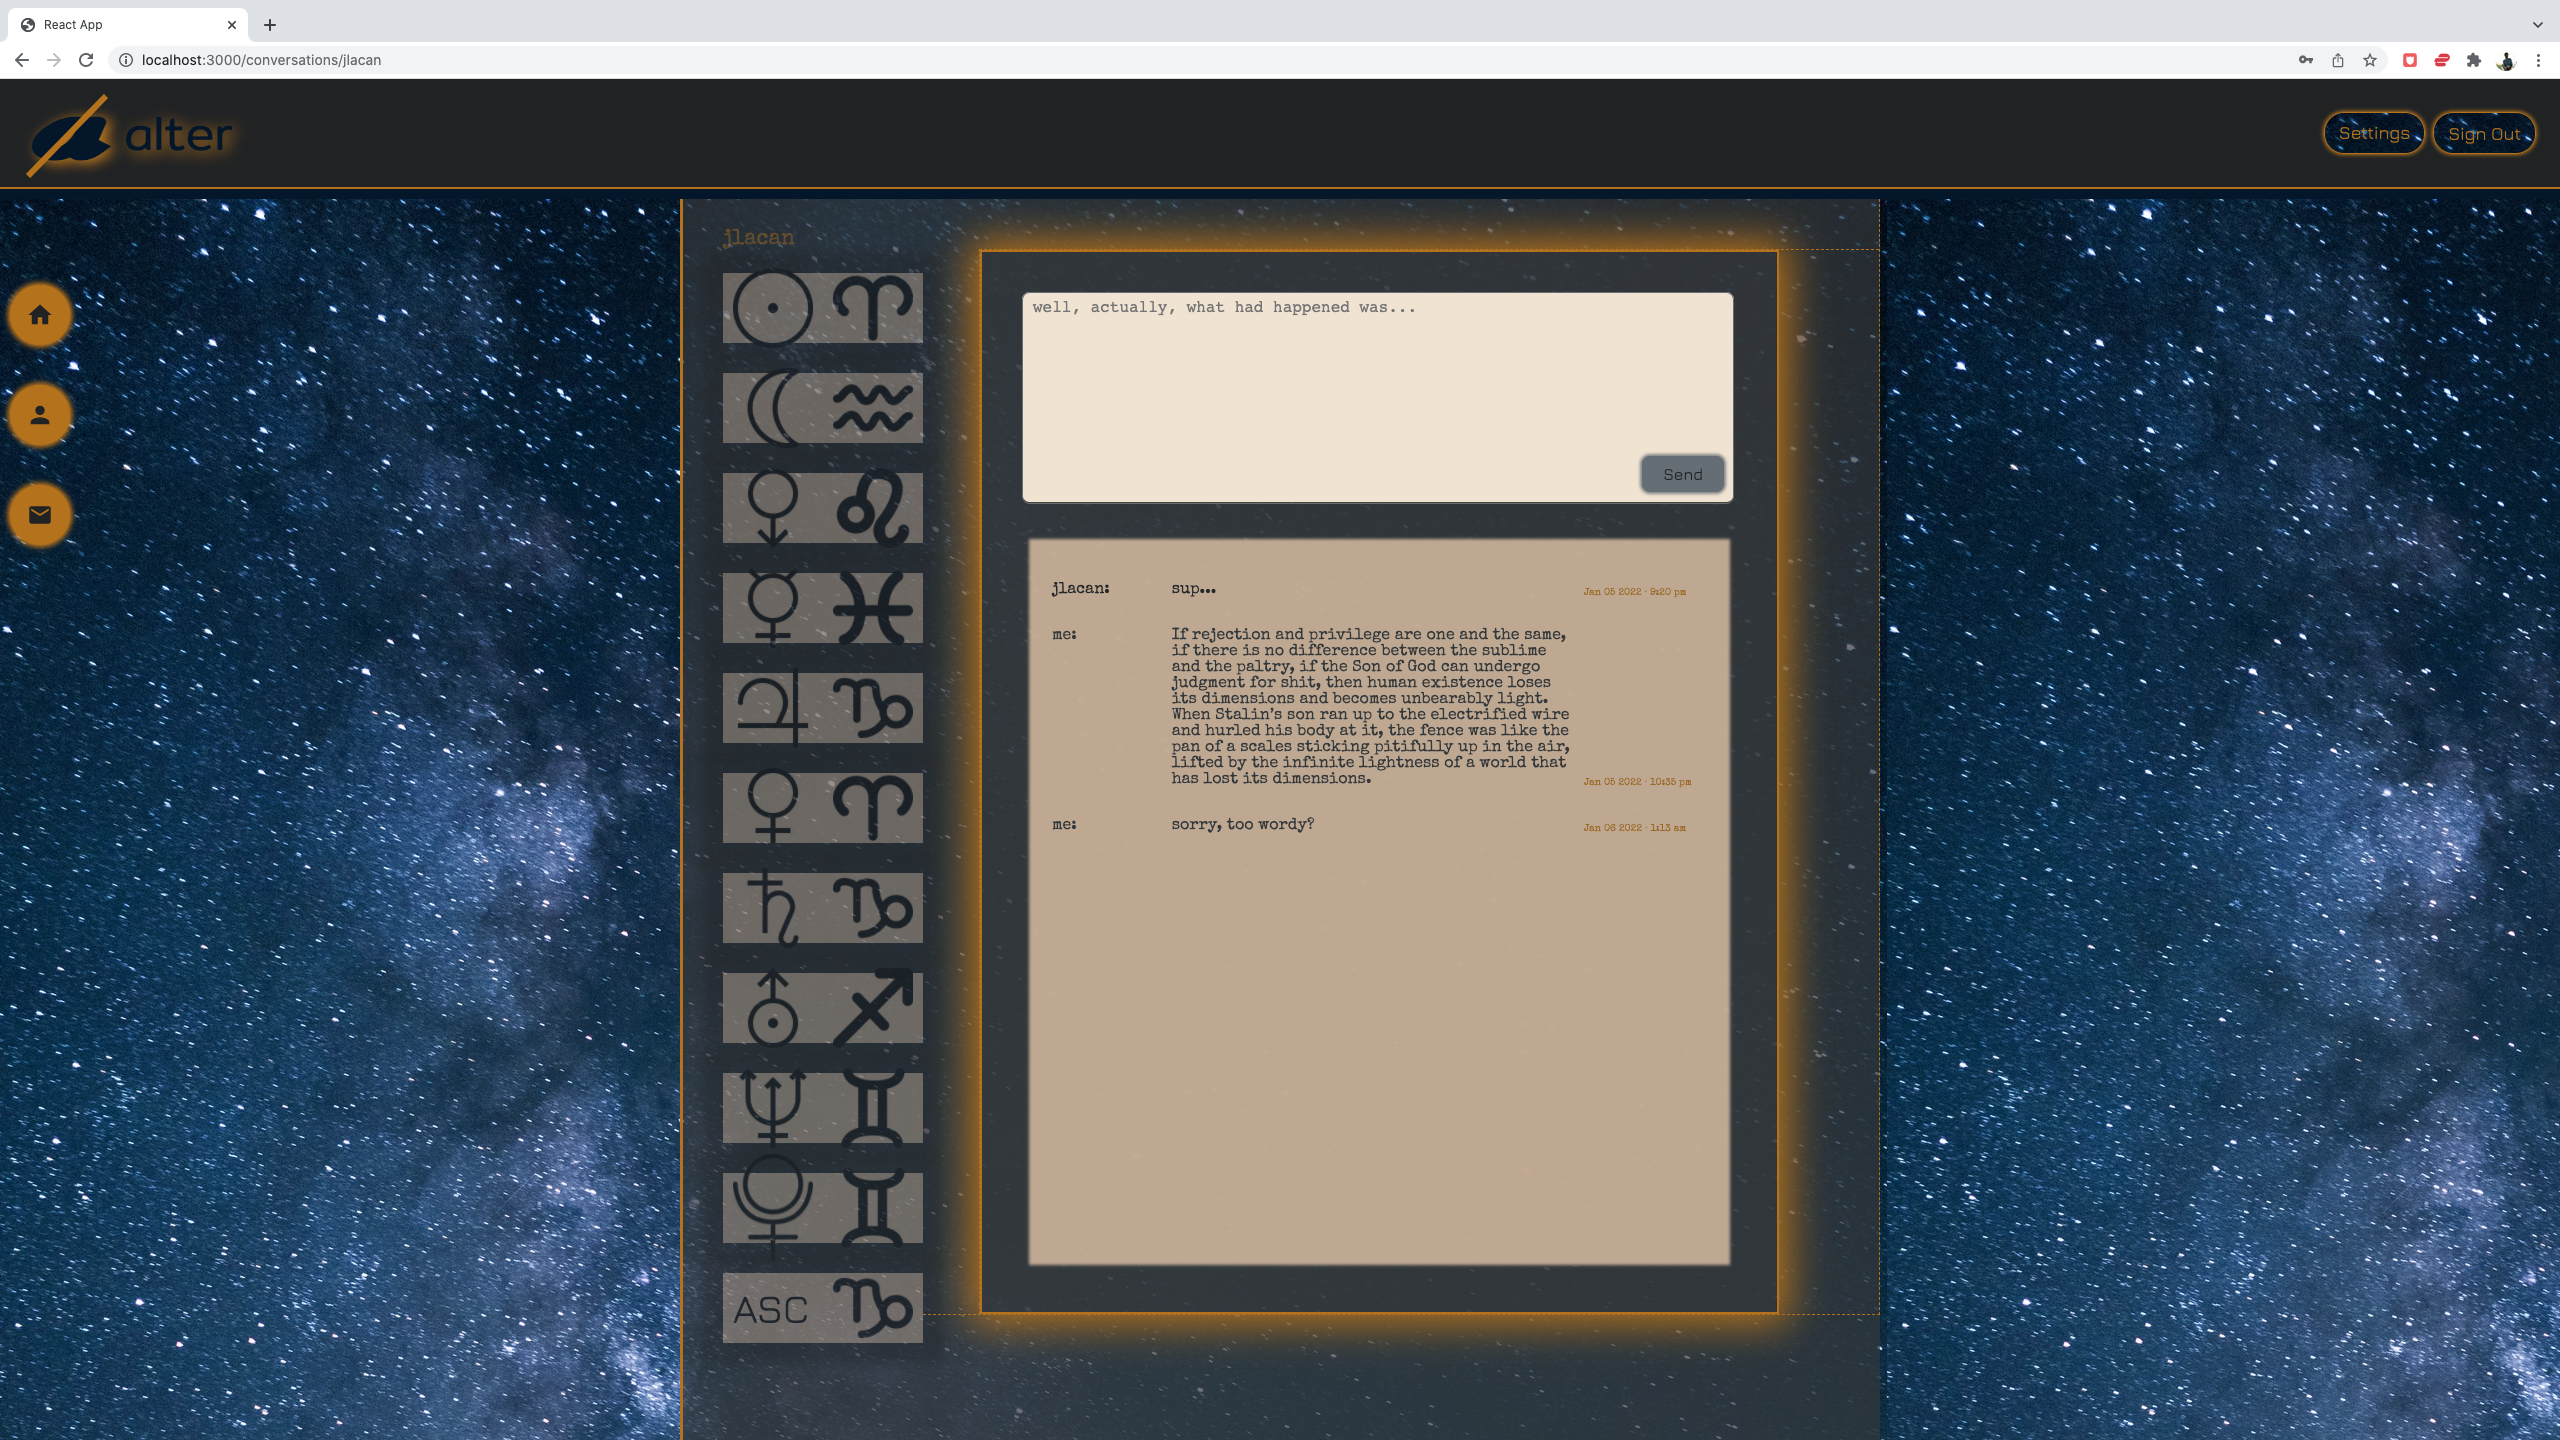 React App
localhost:3000/conversations/jlacan
alter
Settings
Sign Out
jlacan
well, actually, what had happened was...
Send
jlacan: sup... Jan 05 2022 · 9:20 pm
me: If rejection and privilege are one and the same,
if there is no difference between the sublime
and the paltry, if the Son of God can undergo
judgment for shit, then human existence loses
its dimensions and becomes unbearably light.
When Stalin's son ran up to the electrified wire
and hurled his body at it, the fence was like the
pan of a scales sticking pitifully up in the air,
lifted by the infinite lightness of a world that
has lost its dimensions. Jan 05 2022 · 10:35 pm
me: sorry, too wordy? Jan 06 2022 · 1:13 am
ASC